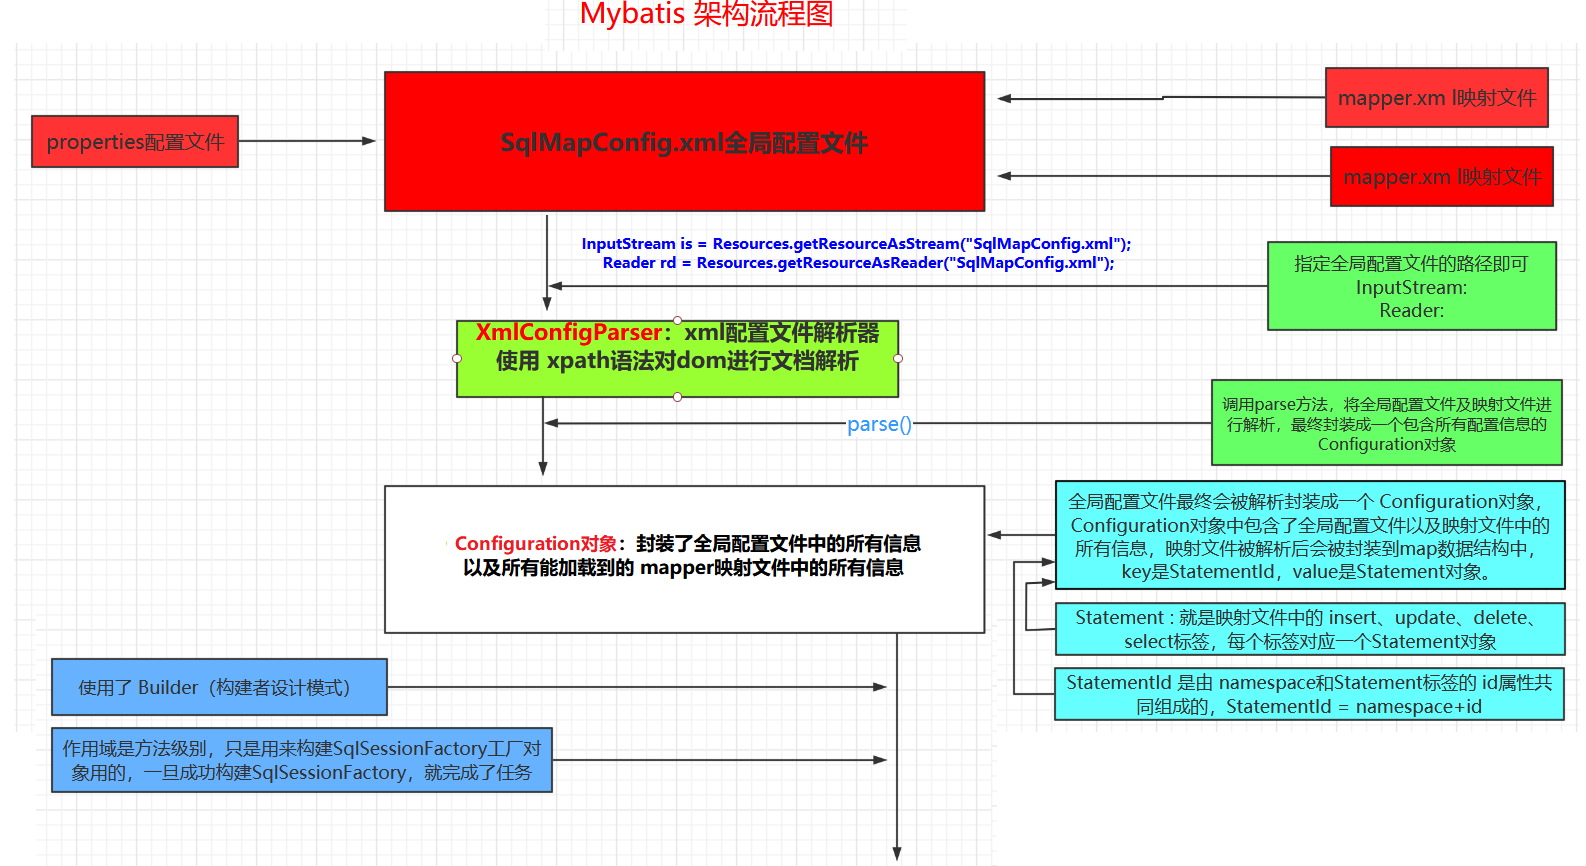 Mybatis 架构流程图
properties配置文件
SqlMapConfig.xml全局配置文件
mapper.xm l映射文件
mapper.xm l映射文件
InputStream is = Resources.getResourceAsStream("SqlMapConfig.xml");
Reader rd = Resources.getResourceAsReader("SqlMapConfig.xml");
指定全局配置文件的路径即可
InputStream:
Reader:
XmlConfigParser：xml配置文件解析器
使用 xpath语法对dom进行文档解析
parse()
调用parse方法，将全局配置文件及映射文件进
行解析，最终封装成一个包含所有配置信息的
Configuration对象
Configuration对象：封装了全局配置文件中的所有信息
以及所有能加载到的 mapper映射文件中的所有信息
全局配置文件最终会被解析封装成一个 Configuration对象，
Configuration对象中包含了全局配置文件以及映射文件中的
所有信息，映射文件被解析后会被封装到map数据结构中，
key是StatementId，value是Statement对象。
Statement : 就是映射文件中的 insert、update、delete、
select标签，每个标签对应一个Statement对象
StatementId 是由 namespace和Statement标签的 id属性共
同组成的，StatementId = namespace+id
使用了 Builder（构建者设计模式）
作用域是方法级别，只是用来构建SqlSessionFactory工厂对
象用的，一旦成功构建SqlSessionFactory，就完成了任务